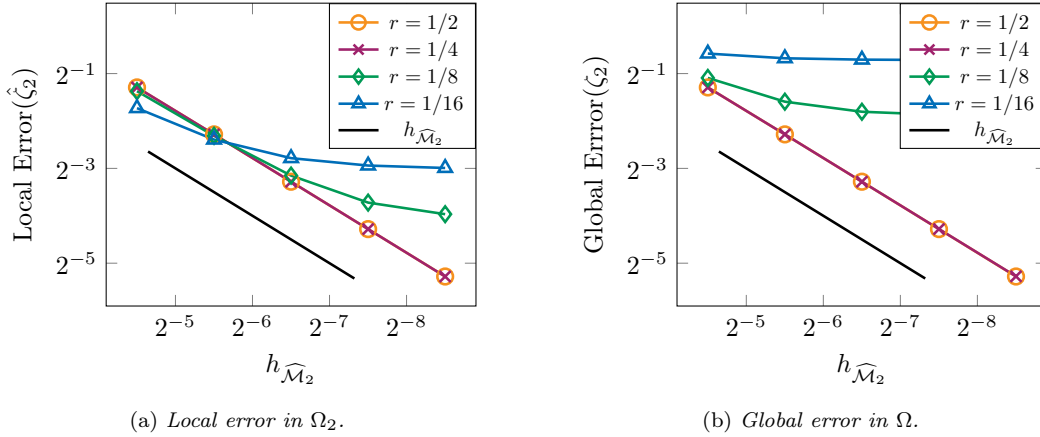 r = 1/2
r = 1/4
r = 1/8
r = 1/16
h_{\widehat{\mathcal{M}}_2}
Local Error(ζ̂₂)
2⁻¹
2⁻³
2⁻⁵
2⁻⁵ 2⁻⁶ 2⁻⁷ 2⁻⁸
h_{\widehat{\mathcal{M}}_2}
(a) Local error in Ω₂.
r = 1/2
r = 1/4
r = 1/8
r = 1/16
h_{\widehat{\mathcal{M}}_2}
Global Error(ζ₂)
2⁻¹
2⁻³
2⁻⁵
2⁻⁵ 2⁻⁶ 2⁻⁷ 2⁻⁸
h_{\widehat{\mathcal{M}}_2}
(b) Global error in Ω.